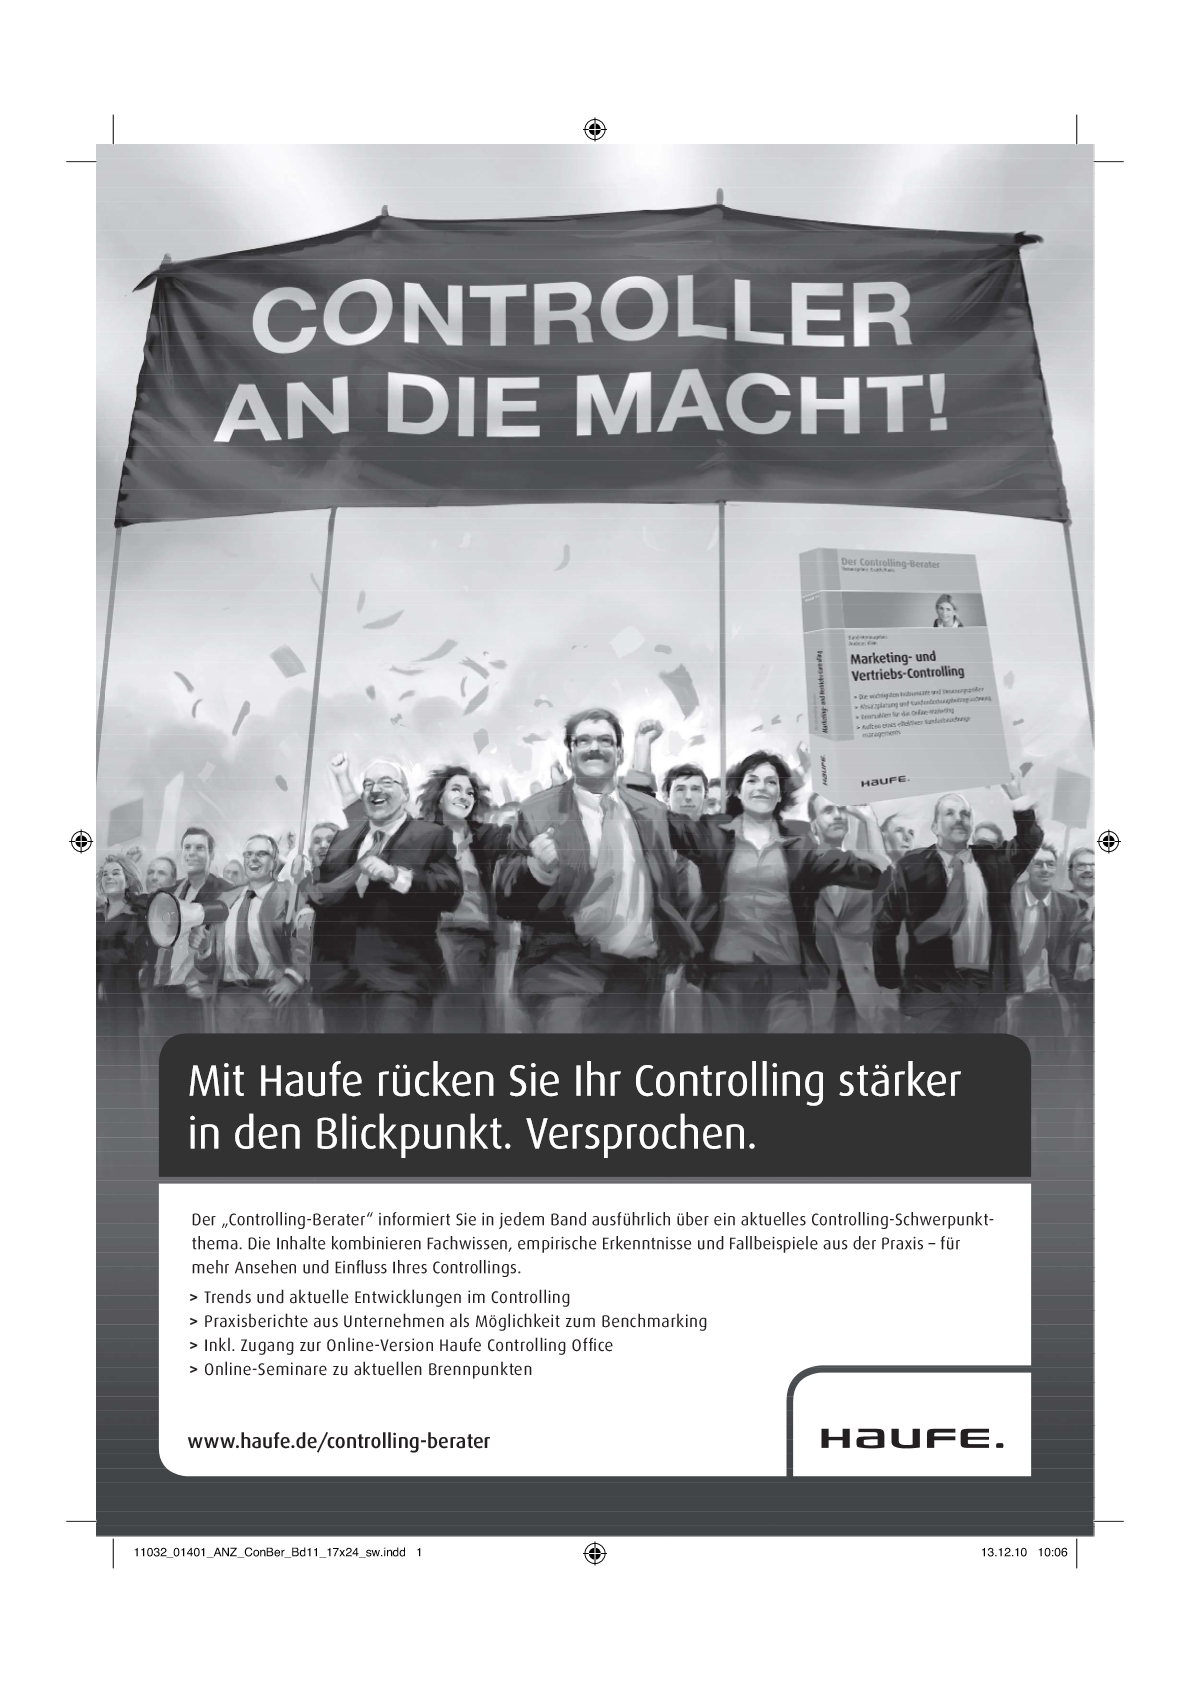 CONTROLLER
AN DIE MACHT!
Der Controlling-Berater
Marketing- und
Vertriebs-Controlling
Marketing- und Vertriebs-Controlling
HAUFE.
HAUFE.
Mit Haufe rücken Sie Ihr Controlling stärker
in den Blickpunkt. Versprochen.
Der „Controlling-Berater“ informiert Sie in jedem Band ausführlich über ein aktuelles Controlling-Schwerpunkt-
thema. Die Inhalte kombinieren Fachwissen, empirische Erkenntnisse und Fallbeispiele aus der Praxis – für
mehr Ansehen und Einfluss Ihres Controllings.
> Trends und aktuelle Entwicklungen im Controlling
> Praxisberichte aus Unternehmen als Möglichkeit zum Benchmarking
> Inkl. Zugang zur Online-Version Haufe Controlling Office
> Online-Seminare zu aktuellen Brennpunkten
www.haufe.de/controlling-berater
HAUFE.
11032_01401_ANZ_ConBer_Bd11_17x24_sw.indd 1
13.12.10 10:06